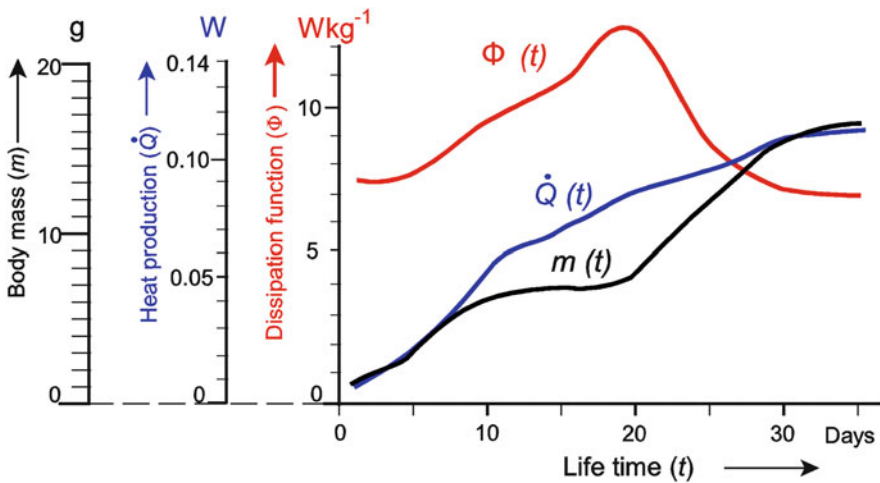 g W Wkg-1
20 0.14
10 0.10 10
0.05 5
0 0 0
Body mass (m)
Heat production (Q̇)
Dissipation function (Φ)
Φ (t)
Q̇ (t)
m (t)
0 10 20 30 Days
Life time (t)